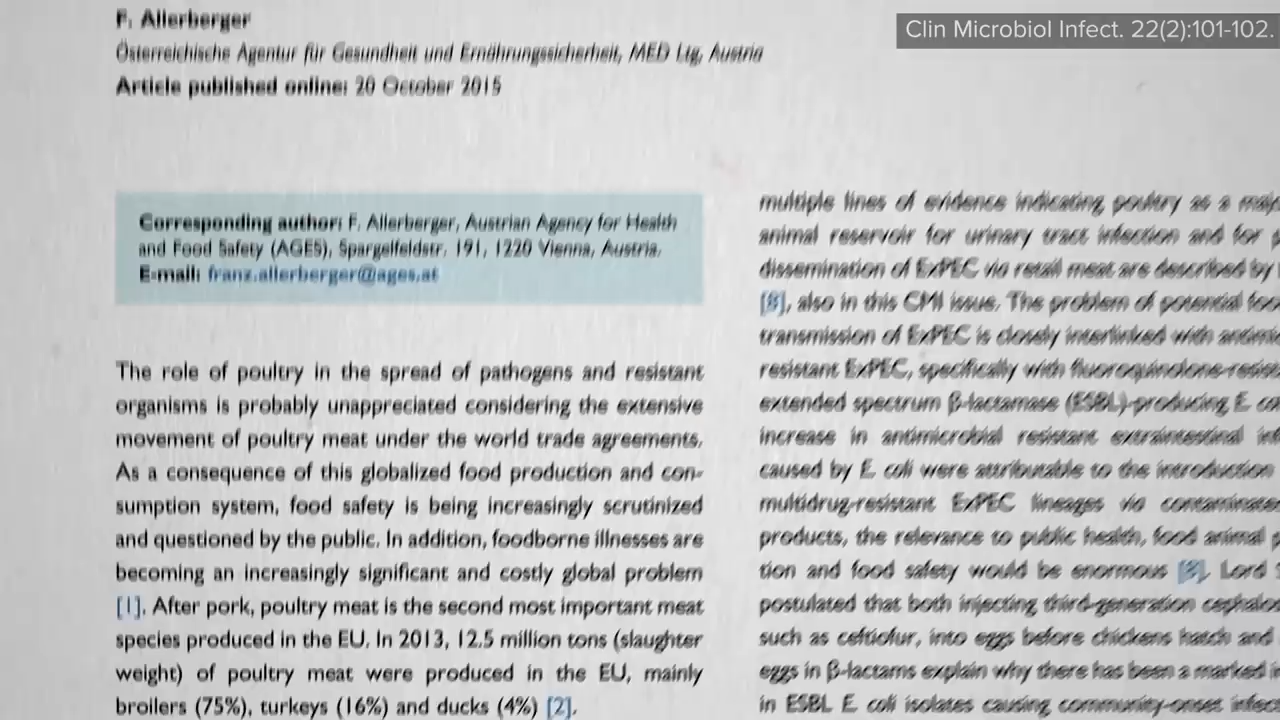 Clin Microbiol Infect. 22(2):101-102.
F. Allerberger
Österreichische Agentur für Gesundheit und Ernährungssicherheit, MED Ltg, Austria
Article published online: 20 October 2015
Corresponding author: F. Allerberger, Austrian Agency for Health
and Food Safety (AGES), Spargelfeldstr. 191, 1220 Vienna, Austria.
E-mail: franz.allerberger@ages.at
The role of poultry in the spread of pathogens and resistant
organisms is probably unappreciated considering the extensive
movement of poultry meat under the world trade agreements.
As a consequence of this globalized food production and con-
sumption system, food safety is being increasingly scrutinized
and questioned by the public. In addition, foodborne illnesses are
becoming an increasingly significant and costly global problem
[1]. After pork, poultry meat is the second most important meat
species produced in the EU. In 2013, 12.5 million tons (slaughter
weight) of poultry meat were produced in the EU, mainly
broilers (75%), turkeys (16%) and ducks (4%) [2].
multiple lines of evidence indicating poultry as a
animal reservoir for urinary tract infection and for
dissemination of ExPEC via retail meat are described by
[8], also in this CMI issue. The problem of potential
transmission of ExPEC is closely interlinked with
resistant ExPEC, specifically with
extended spectrum β-lactamase (ESBL)-producing E.
increase in antimicrobial resistant extraintestinal
caused by E. coli were attributable to the introduction
multidrug-resistant ExPEC lineages via
products, the relevance to public health, food animal
tion and food safety would be enormous Lord
postulated that both injecting third-generation
such as ceftiofur, into eggs before chickens hatch and
eggs in β-lactams explain why there has been a marked
in ESBL E. coli isolates causing community-onset